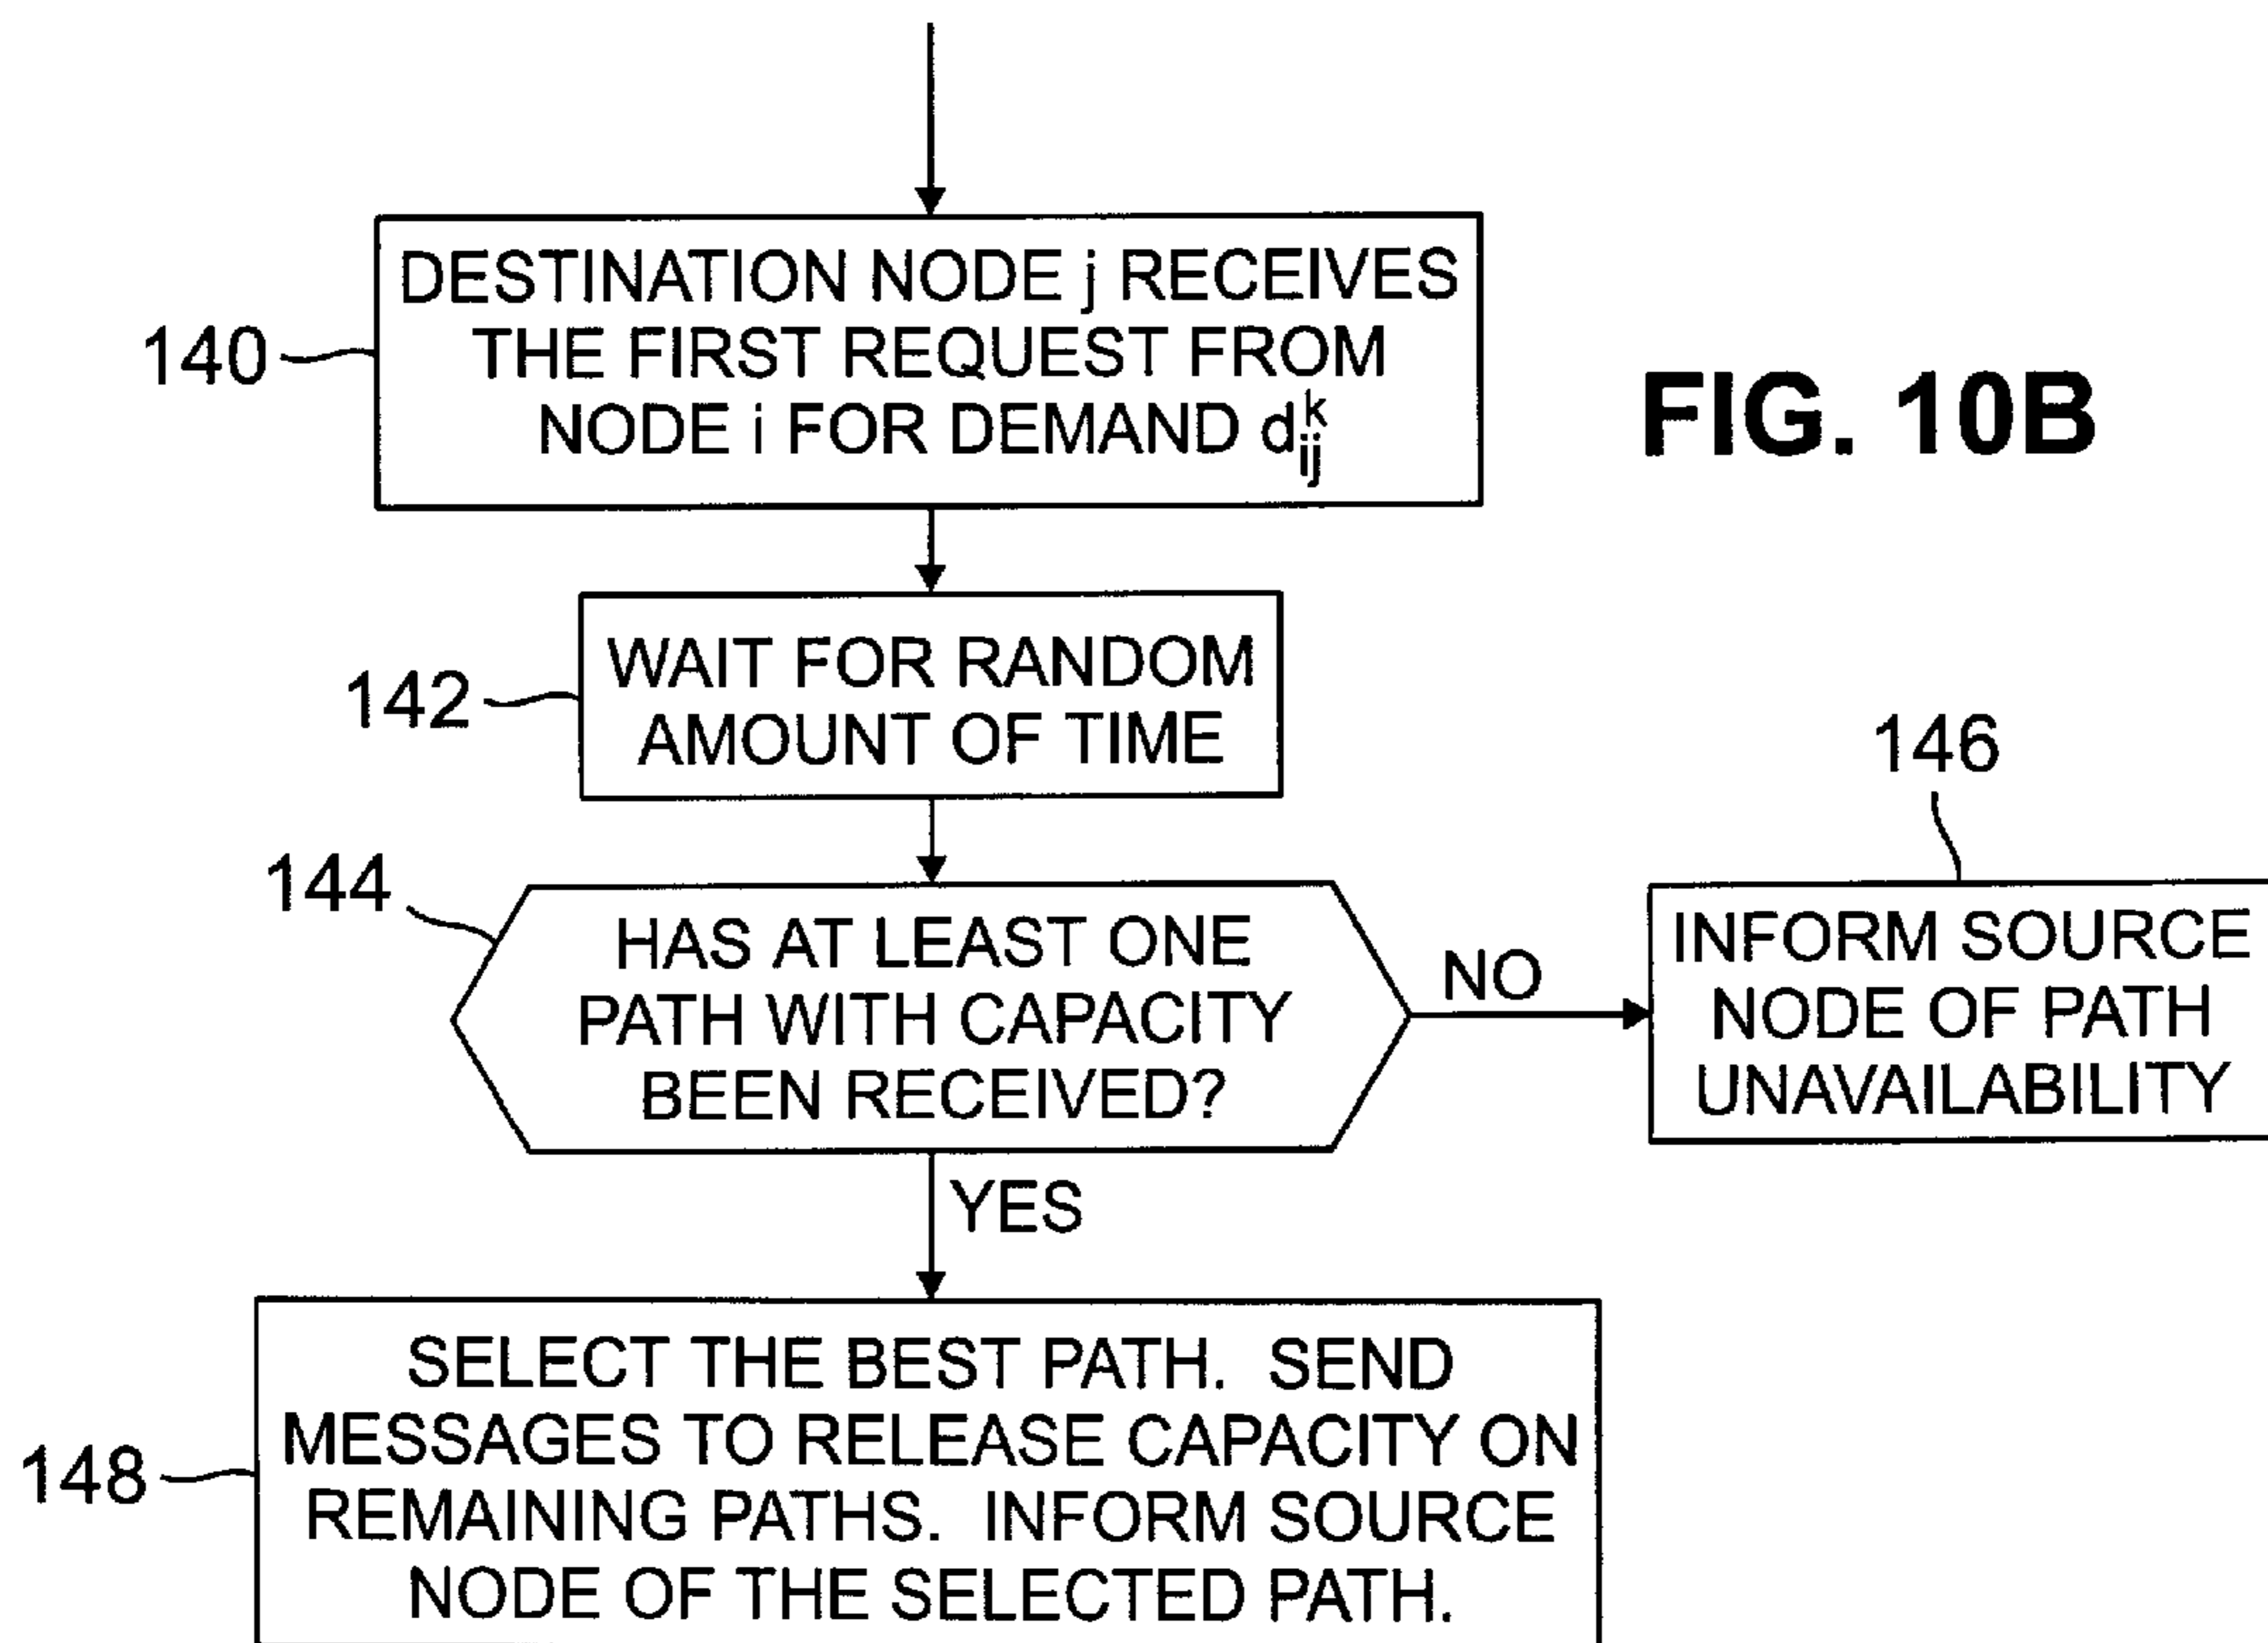 DESTINATION NODE j RECEIVES
THE FIRST REQUEST FROM
NODE i FOR DEMAND d^k_ij
140
FIG. 10B
WAIT FOR RANDOM
AMOUNT OF TIME
142
146
144
HAS AT LEAST ONE
PATH WITH CAPACITY
BEEN RECEIVED?
NO
INFORM SOURCE
NODE OF PATH
UNAVAILABILITY
YES
SELECT THE BEST PATH. SEND
MESSAGES TO RELEASE CAPACITY ON
REMAINING PATHS. INFORM SOURCE
NODE OF THE SELECTED PATH.
148